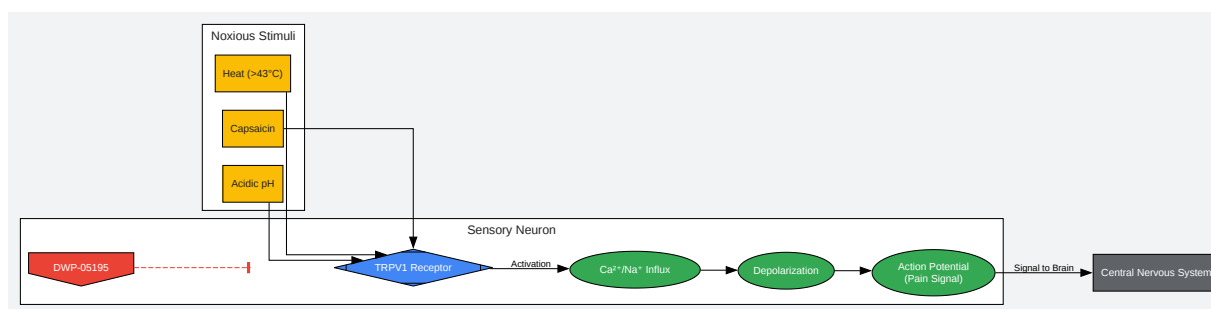 Noxious Stimuli
Heat (>43°C)
Capsaicin
Acidic pH
Sensory Neuron
DWP-05195
TRPV1 Receptor
Activation
Ca²⁺/Na⁺ Influx
Depolarization
Action Potential
(Pain Signal)
Signal to Brain
Central Nervous System